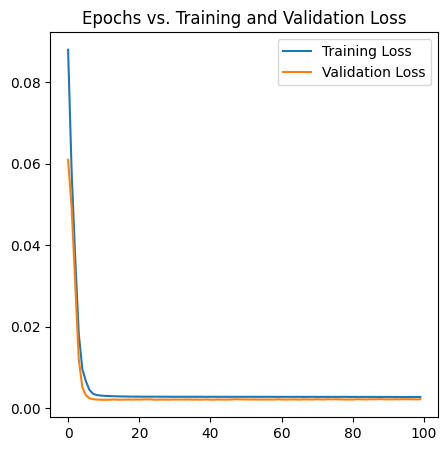 Epochs vs. Training and Validation Loss
Training Loss
Validation Loss
0.08
0.06
0.04
0.02
0.00
0 20 40 60 80 100